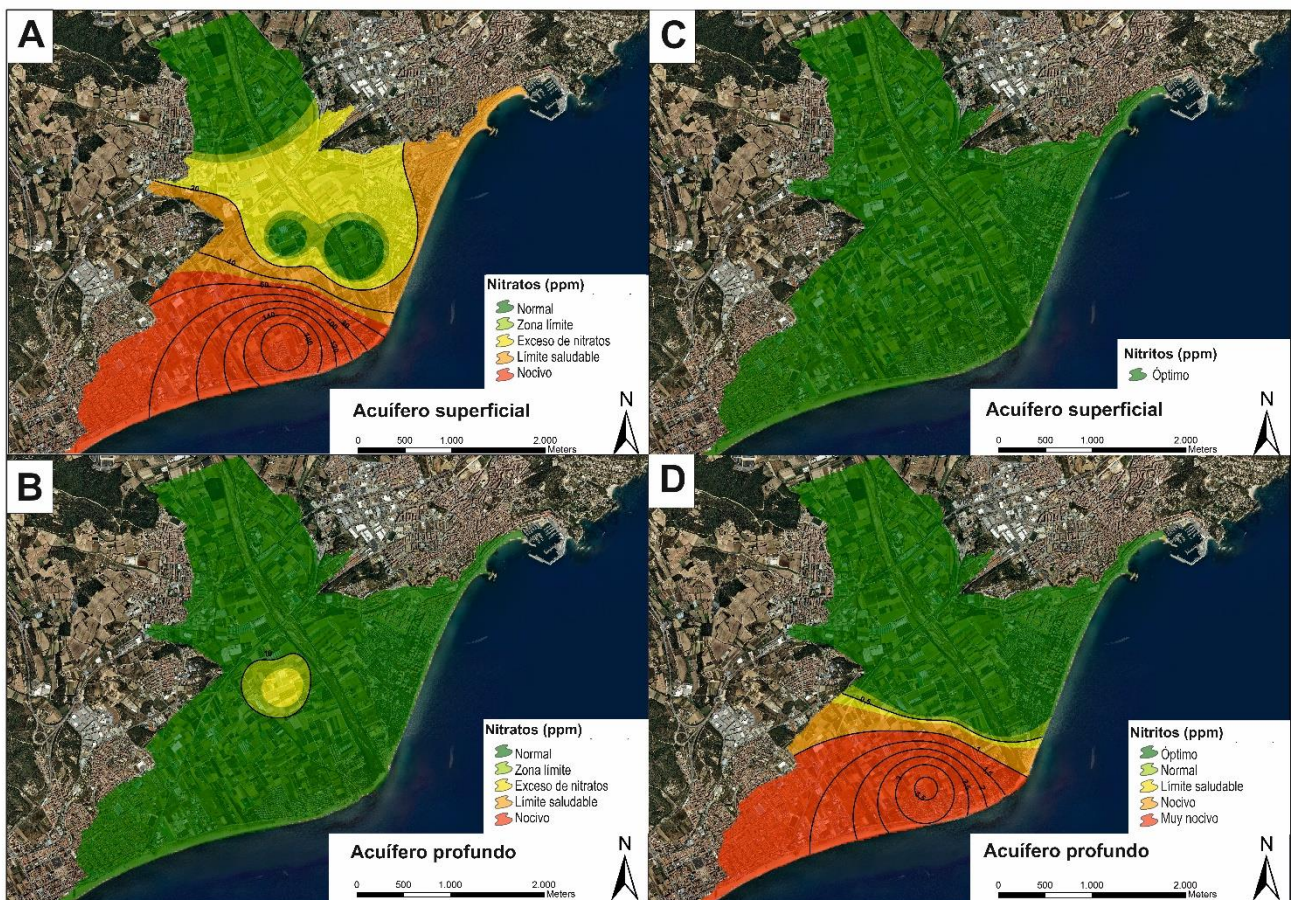 A
20
40
60
Nitratos (ppm)
Normal
Zona límite
Exceso de nitratos
Límite saludable
Nocivo
Acuífero superficial
N
0 500 1.000 2.000
Meters
C
Nitritos (ppm)
Óptimo
Acuífero superficial
N
0 500 1.000 2.000
Meters
B
Nitratos (ppm)
Normal
Zona límite
Exceso de nitratos
Límite saludable
Nocivo
Acuífero profundo
N
0 500 1.000 2.000
Meters
D
Nitritos (ppm)
Óptimo
Normal
Límite saludable
Nocivo
Muy nocivo
Acuífero profundo
N
0 500 1.000 2.000
Meters